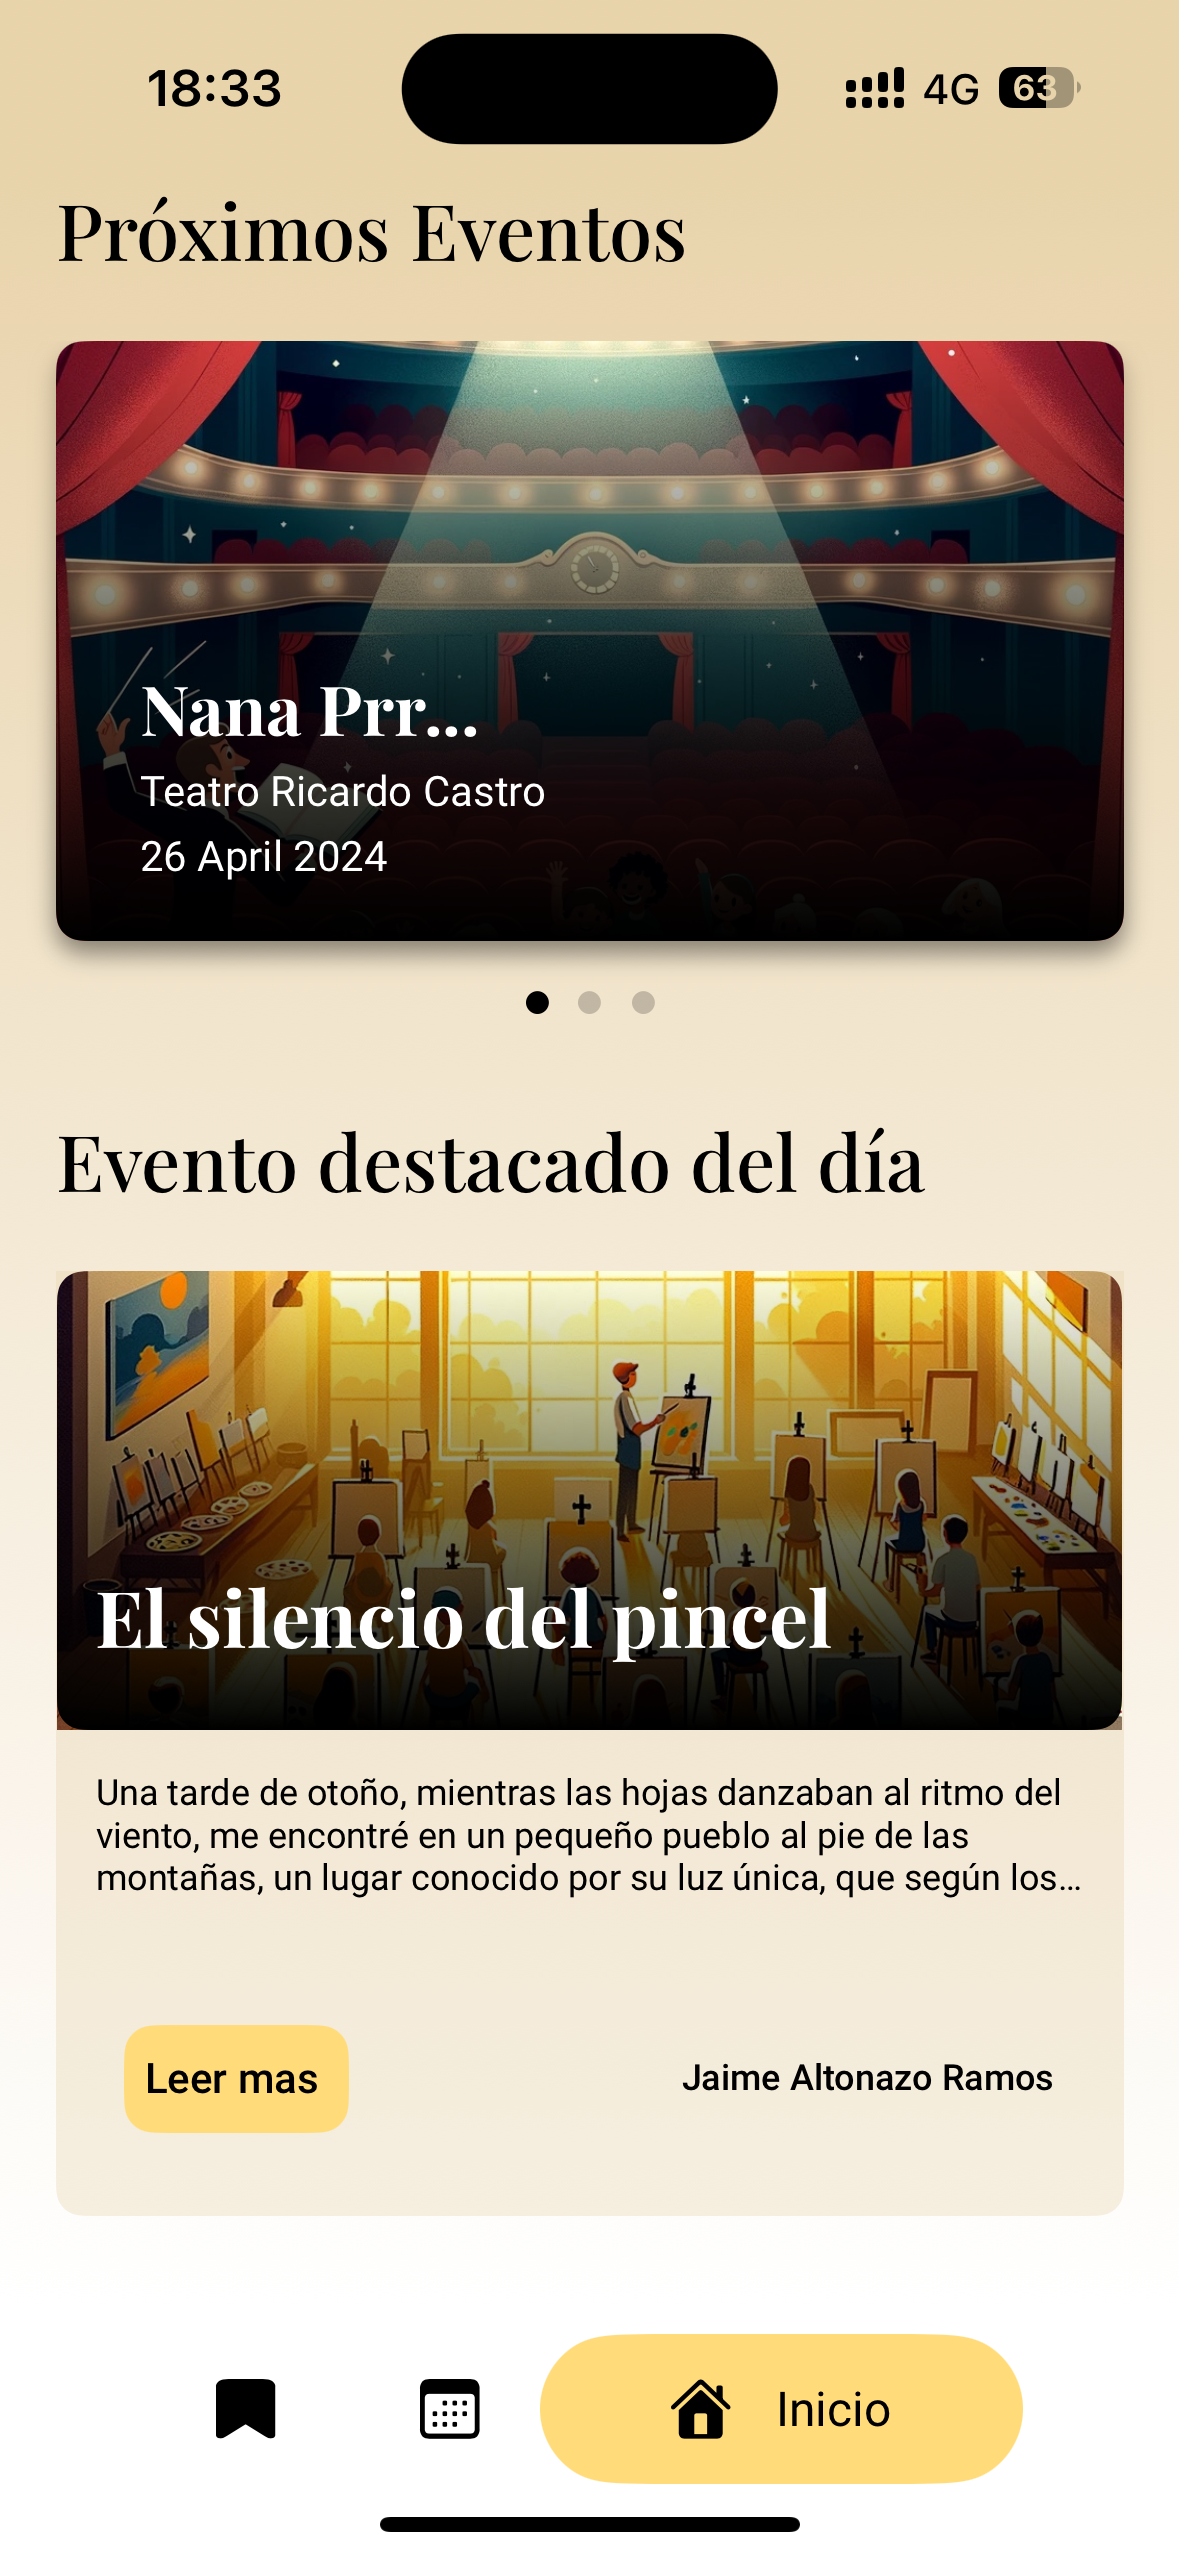 18:33
4G
63
Próximos Eventos
Nana Prr...
Teatro Ricardo Castro
26 April 2024
Evento destacado del día
El silencio del pincel
Una tarde de otoño, mientras las hojas danzaban al ritmo del
viento, me encontré en un pequeño pueblo al pie de las
montañas, un lugar conocido por su luz única, que según los...
Leer mas
Jaime Altonazo Ramos
Inicio